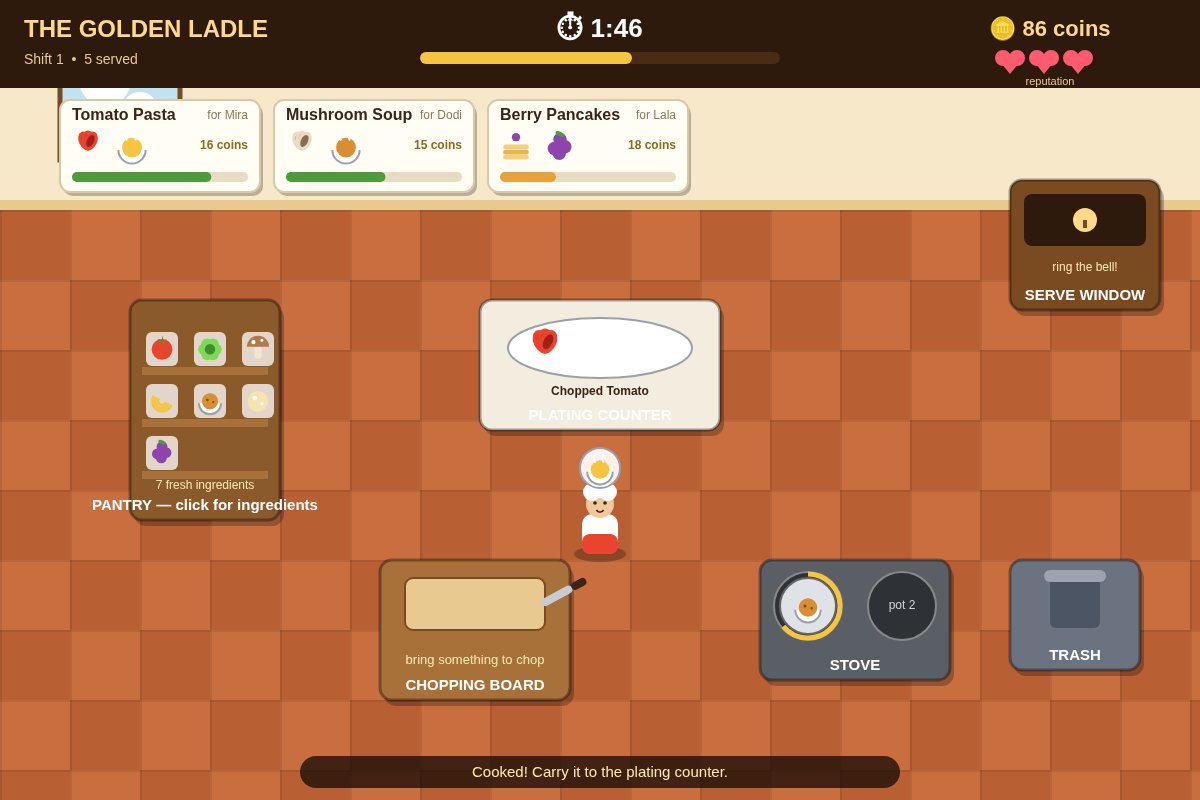 THE GOLDEN LADLE
Shift 1 • 5 served
1:46
86 coins
reputation
Tomato Pasta for Mira
16 coins
Mushroom Soup for Dodi
15 coins
Berry Pancakes for Lala
18 coins
ring the bell!
SERVE WINDOW
Chopped Tomato
PLATING COUNTER
7 fresh ingredients
PANTRY — click for ingredients
bring something to chop
CHOPPING BOARD
pot 2
STOVE
TRASH
Cooked! Carry it to the plating counter.